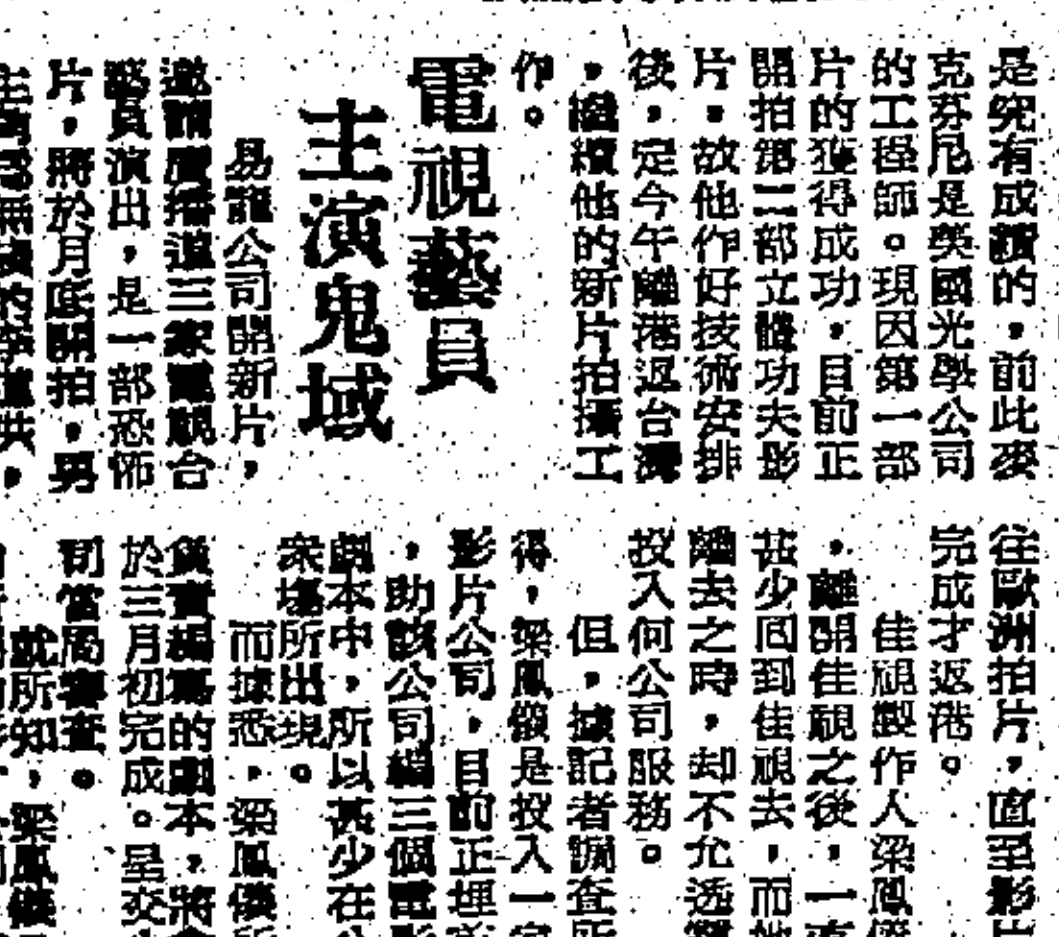 是究有成績的，前此麥
克芬尼是英國光學公司
的工程師。現因第一部
片的獲得成功，目前正
開拍第二部立體功夫影
片，故他作好技術安排
後，定今午離港返台灣
，繼續他的新片拍攝工
作。
電視藝員
主演鬼域
易龍公司開新片，
邀請廣播道三家電視台
藝員演出，是一部恐怖
片，將於月底開拍，男
往歐洲拍片，直至影片
完成才返港。
佳視製作人梁鳳儀
，離開佳視之後，一直
甚少回到佳視去，而她
離去之時，却不允透露
投入何公司服務。
但，據記者調查所
得，梁鳳儀是投入一家
影片公司，目前正埋
，助該公司編三個電影
劇本中，所以甚少在公
衆塲所出現。
而據悉，梁鳳儀所
負責編寫的劇本，將會
於三月初完成。呈交
司當局審查。
就所知，梁鳳儀